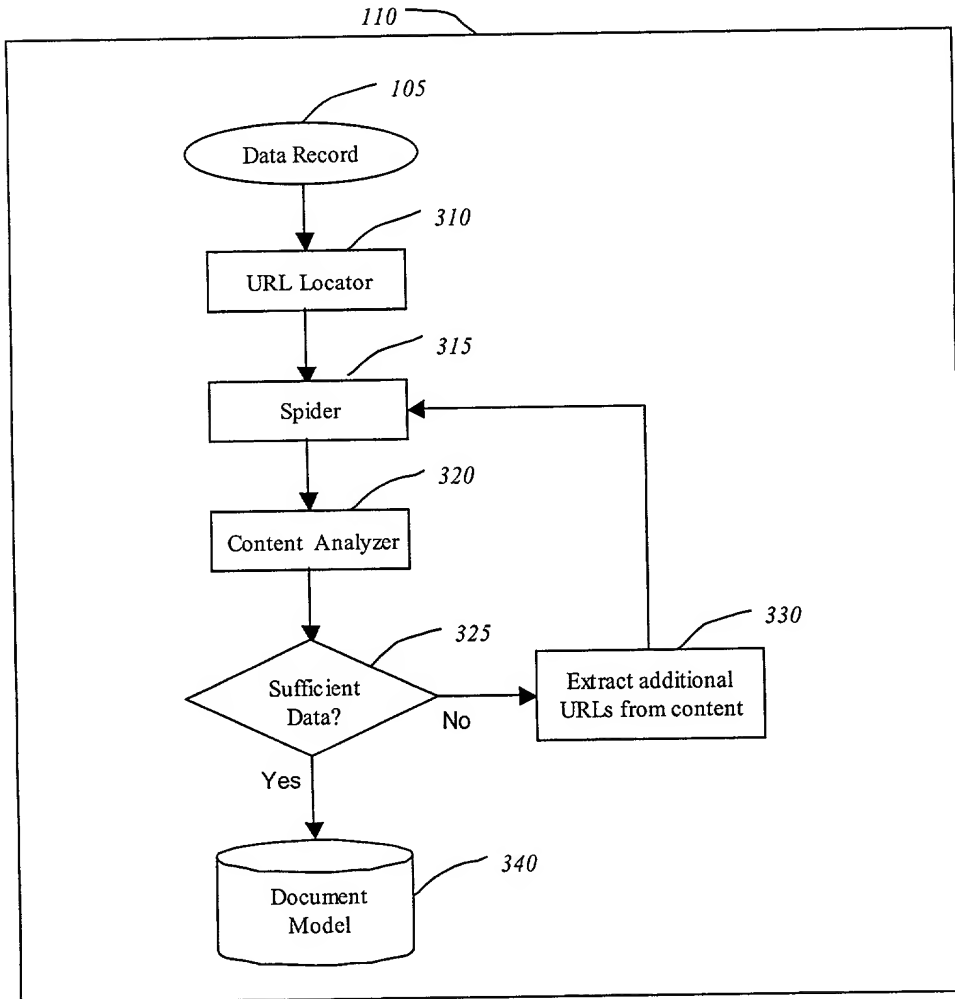 110
105
Data Record
310
URL Locator
315
Spider
320
Content Analyzer
325
330
Sufficient
Data?
Extract additional
URLs from content
No
Yes
340
Document
Model